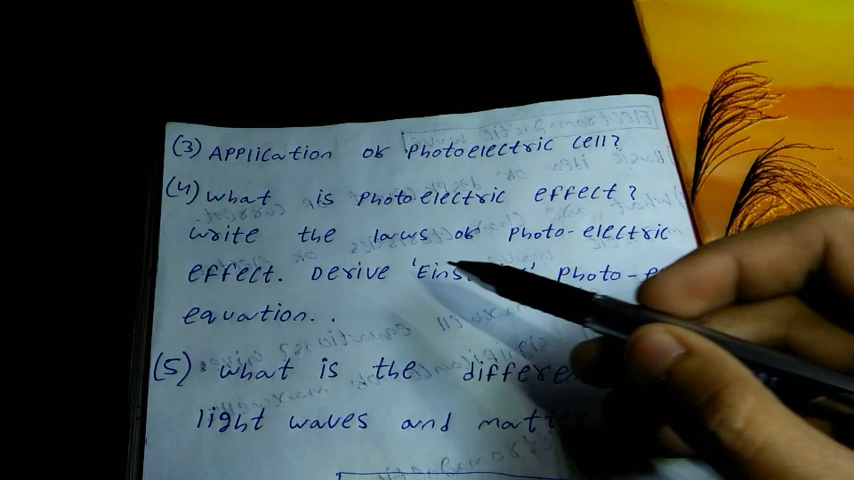 (3) Application of Photoelectric cell?
(4) what is Photoelectric effect?
write the laws of Photo-electric
effect. Derive Photo-
equation..
(5) what is the
light waves and